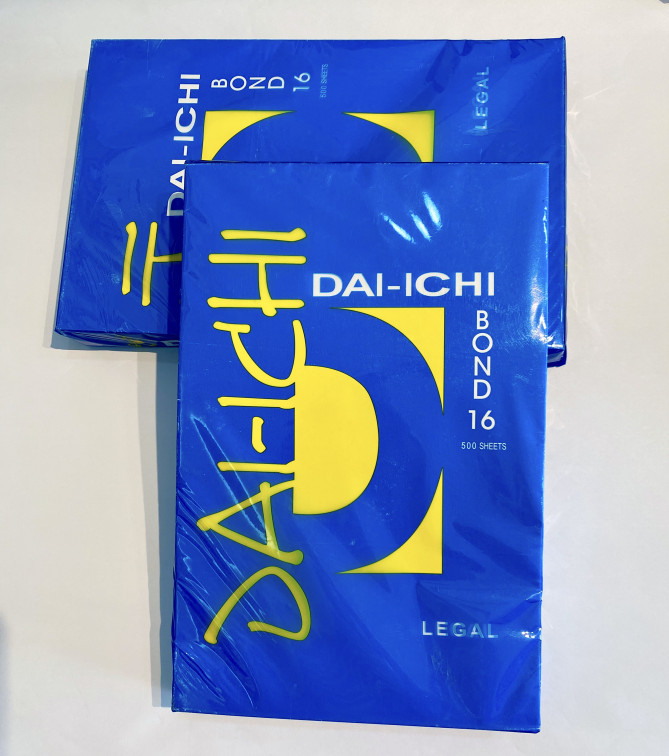 DAI-ICHI
BOND
16
500 SHEETS
LEGAL
DAI-ICHI
DAI-ICHI
BOND
16
500 SHEETS
LEGAL